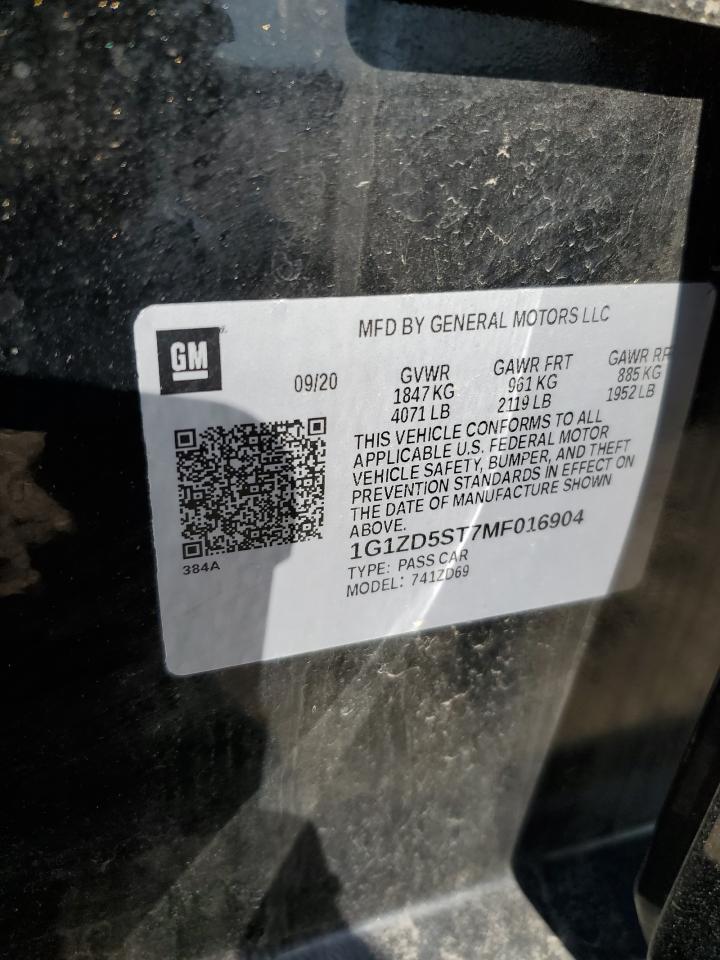 MFD BY GENERAL MOTORS LLC
GM
09/20
GVWR
1847 KG
4071 LB
GAWR FRT
961 KG
2119 LB
GAWR RR
885 KG
1952 LB
THIS VEHICLE CONFORMS TO ALL
APPLICABLE U.S. FEDERAL MOTOR
VEHICLE SAFETY, BUMPER, AND THEFT
PREVENTION STANDARDS IN EFFECT ON
THE DATE OF MANUFACTURE SHOWN
ABOVE.
1G1ZD5ST7MF016904
TYPE: PASS CAR
MODEL: 741ZD69
384A